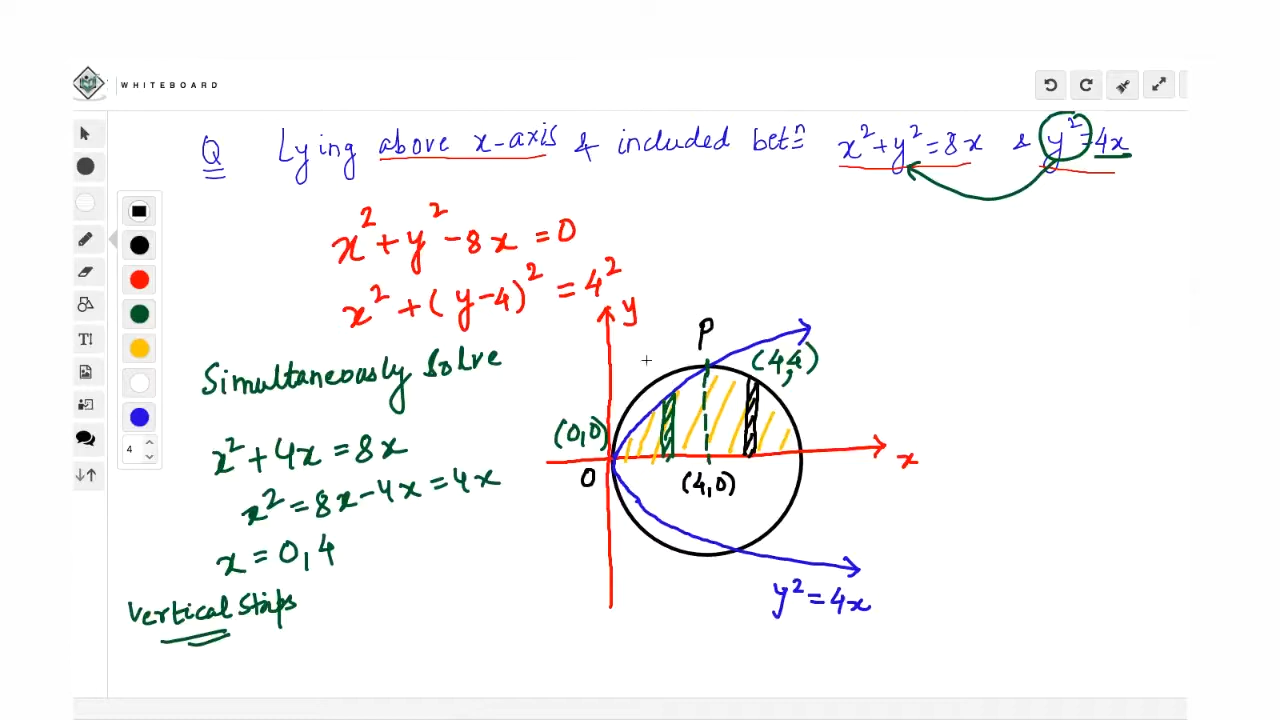 WHITEBOARD
Q Lying above x-axis & included betⁿ x²+y²=8x & y²=4x
x²+y²-8x=0
x²+(y-4)²=4²
y
P
(4,4)
Simultaneously Solve
(0,0)
x²+4x=8x
x
O
(4,0)
x²=8x-4x=4x
x=0,4
y²=4x
Vertical Strips
T!
4